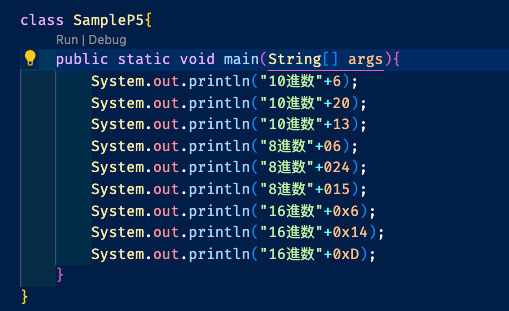 class SampleP5{
Run | Debug
public static void main(String[] args){
System.out.println("10進数"+6);
System.out.println("10進数"+20);
System.out.println("10進数"+13);
System.out.println("8進数"+06);
System.out.println("8進数"+024);
System.out.println("8進数"+015);
System.out.println("16進数"+0x6);
System.out.println("16進数"+0x14);
System.out.println("16進数"+0xD);
}
}